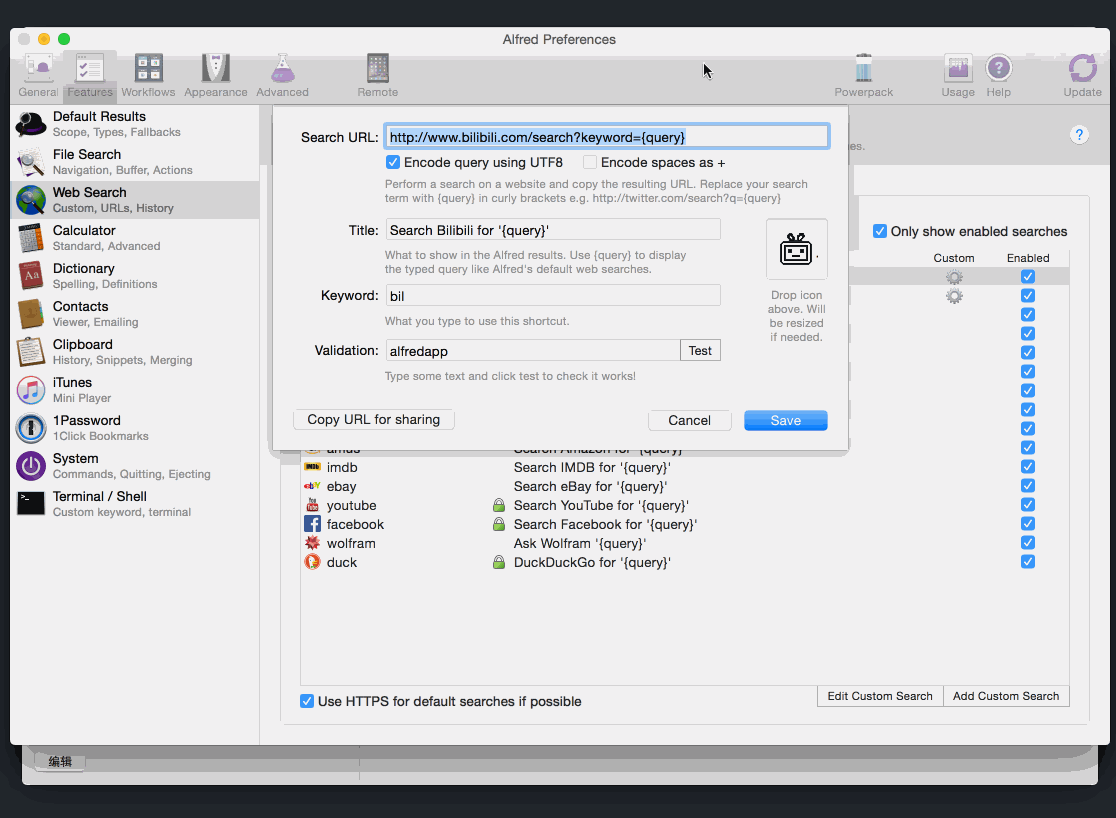 Alfred Preferences
General Features Workflows Appearance Advanced Remote Powerpack Usage Help Update
Default Results
Scope, Types, Fallbacks
File Search
Navigation, Buffer, Actions
Web Search
Custom, URLs, History
Calculator
Standard, Advanced
Dictionary
Spelling, Definitions
Contacts
Viewer, Emailing
Clipboard
History, Snippets, Merging
iTunes
Mini Player
1Password
1Click Bookmarks
System
Commands, Quitting, Ejecting
Terminal / Shell
Custom keyword, terminal
Search URL: http://www.bilibili.com/search?keyword={query}
Encode query using UTF8 Encode spaces as +
Perform a search on a website and copy the resulting URL. Replace your search
term with {query} in curly brackets e.g. http://twitter.com/search?q={query}
Title: Search Bilibili for '{query}'
What to show in the Alfred results. Use {query} to display
the typed query like Alfred's default web searches.
Keyword: bil
What you type to use this shortcut.
Drop icon
above. Will
be resized
if needed.
Validation: alfredapp Test
Type some text and click test to check it works!
Copy URL for sharing Cancel Save
?
es.
Only show enabled searches
Custom Enabled
amus Search Amazon for '{query}'
imdb Search IMDB for '{query}'
ebay Search eBay for '{query}'
youtube Search YouTube for '{query}'
facebook Search Facebook for '{query}'
wolfram Ask Wolfram '{query}'
duck DuckDuckGo for '{query}'
Use HTTPS for default searches if possible
Edit Custom Search Add Custom Search
编辑